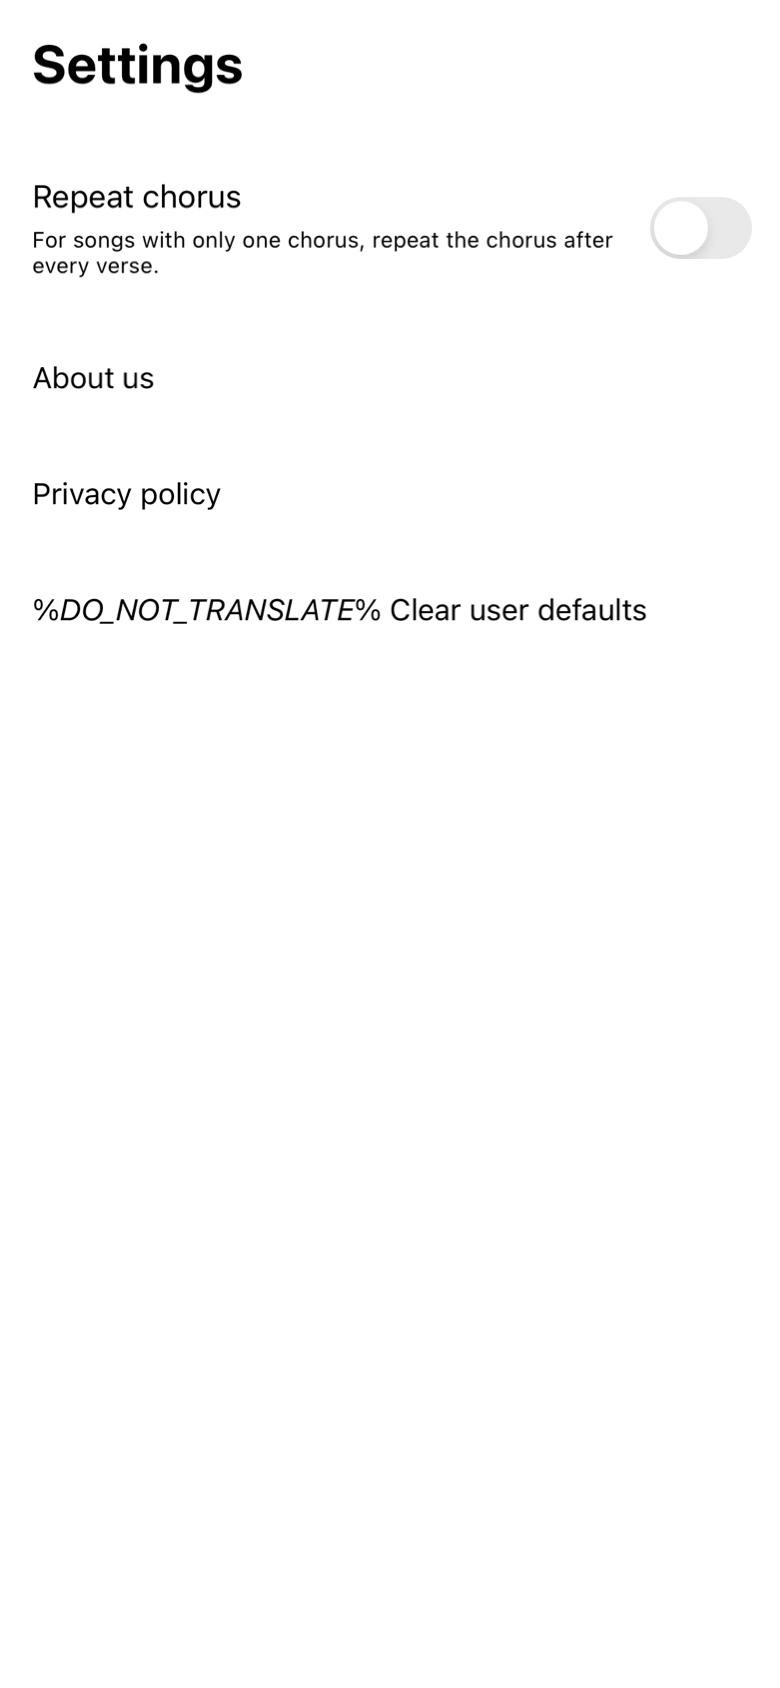 Settings
Repeat chorus
For songs with only one chorus, repeat the chorus after
every verse.
About us
Privacy policy
%DO_NOT_TRANSLATE% Clear user defaults